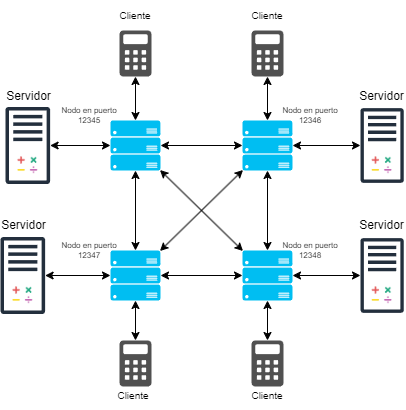 Cliente
Cliente
Servidor
Nodo en puerto
12345
Nodo en puerto
12346
Servidor
Servidor
Nodo en puerto
12347
Nodo en puerto
12348
Servidor
Cliente
Cliente